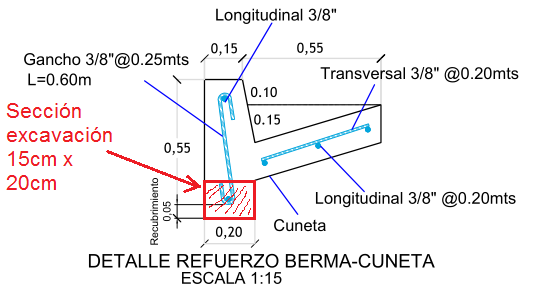 Longitudinal 3/8"
0,15
0,55
Gancho 3/8"@0.25mts
L=0.60m
Transversal 3/8" @0.20mts
0.10
0.15
Sección
excavación
15cm x
20cm
0,55
Recubrimiento
0,05
Longitudinal 3/8" @0.20mts
Cuneta
0,20
DETALLE REFUERZO BERMA-CUNETA
ESCALA 1:15